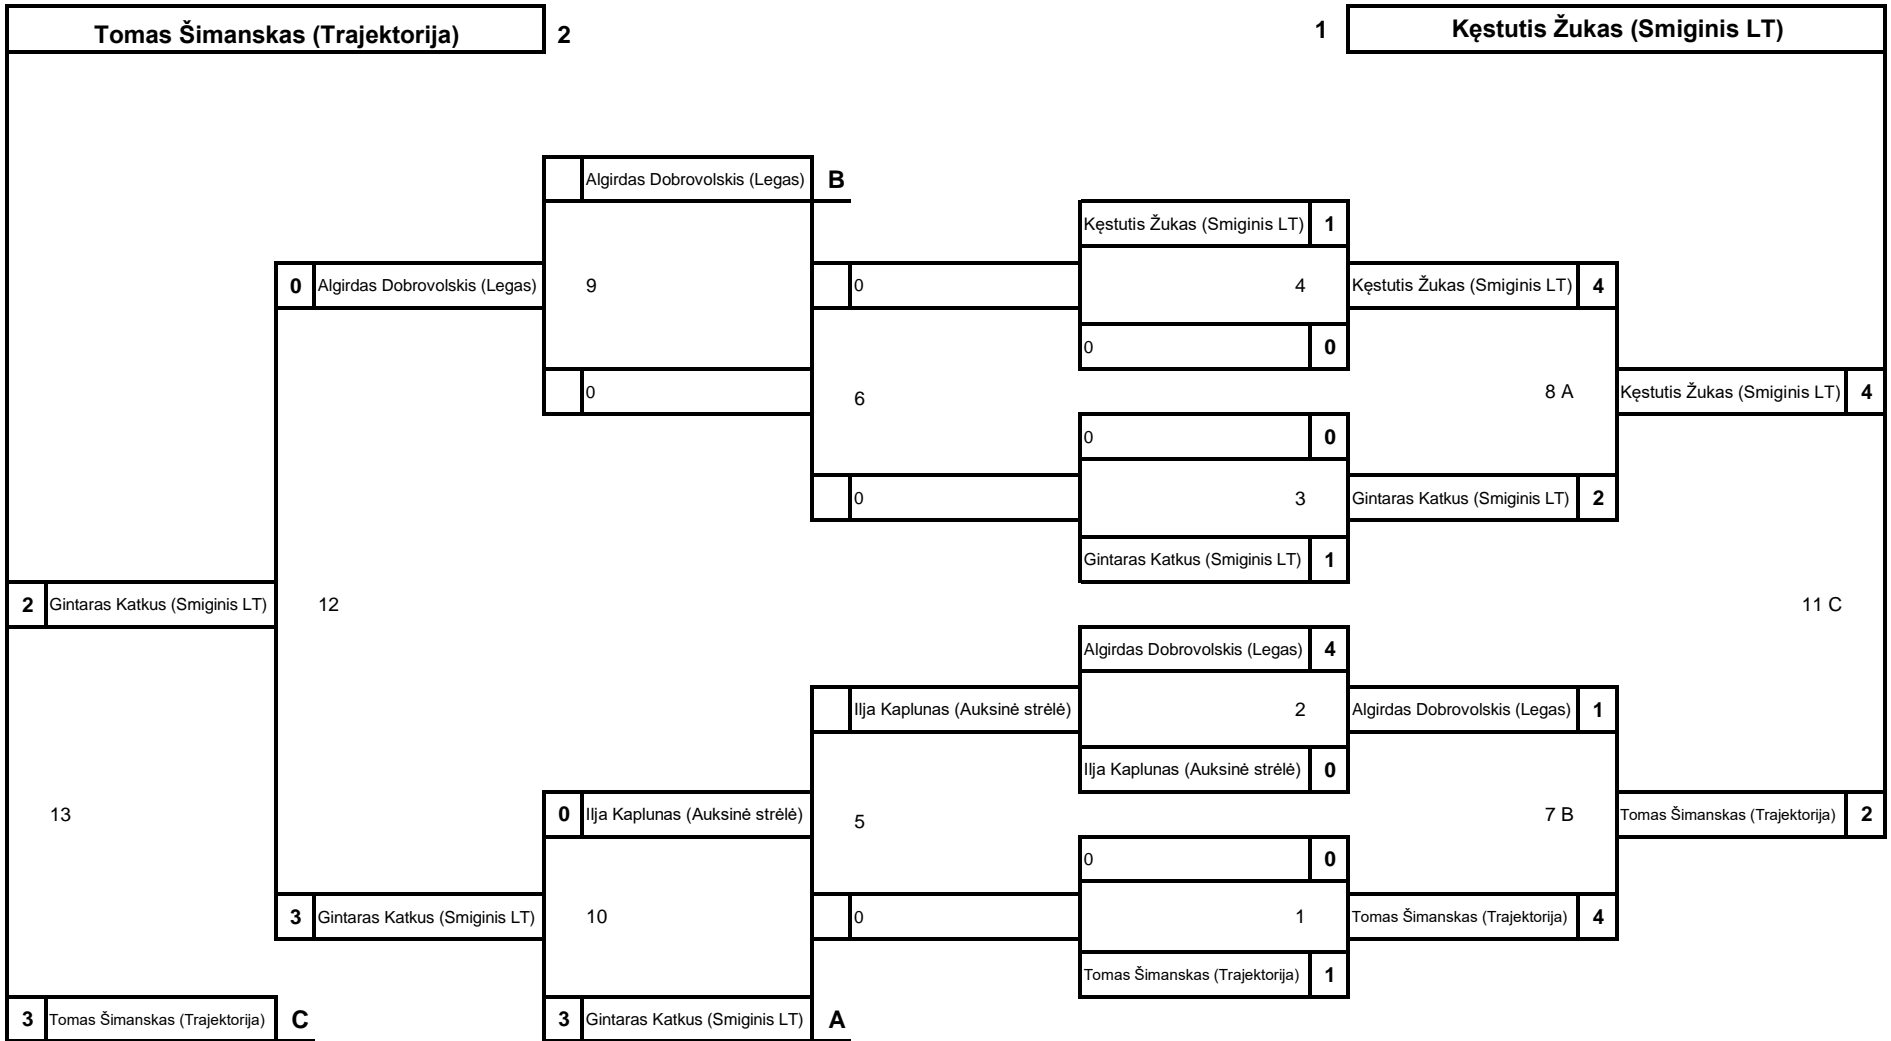 Tomas Šimanskas (Trajektorija) 2 1 Kęstutis Žukas (Smiginis LT)
Algirdas Dobrovolskis (Legas) B
Kęstutis Žukas (Smiginis LT) 1
0 Algirdas Dobrovolskis (Legas) 9 0 4 Kęstutis Žukas (Smiginis LT) 4
0 0
0 6 8 A Kęstutis Žukas (Smiginis LT) 4
0 0
0 3 Gintaras Katkus (Smiginis LT) 2
Gintaras Katkus (Smiginis LT) 1
2 Gintaras Katkus (Smiginis LT) 12 11 C
Algirdas Dobrovolskis (Legas) 4
Ilja Kaplunas (Auksinė strėlė) 2 Algirdas Dobrovolskis (Legas) 1
Ilja Kaplunas (Auksinė strėlė) 0
13 0 Ilja Kaplunas (Auksinė strėlė) 5 7 B Tomas Šimanskas (Trajektorija) 2
0 0
3 Gintaras Katkus (Smiginis LT) 10 0 1 Tomas Šimanskas (Trajektorija) 4
Tomas Šimanskas (Trajektorija) 1
3 Tomas Šimanskas (Trajektorija) C 3 Gintaras Katkus (Smiginis LT) A